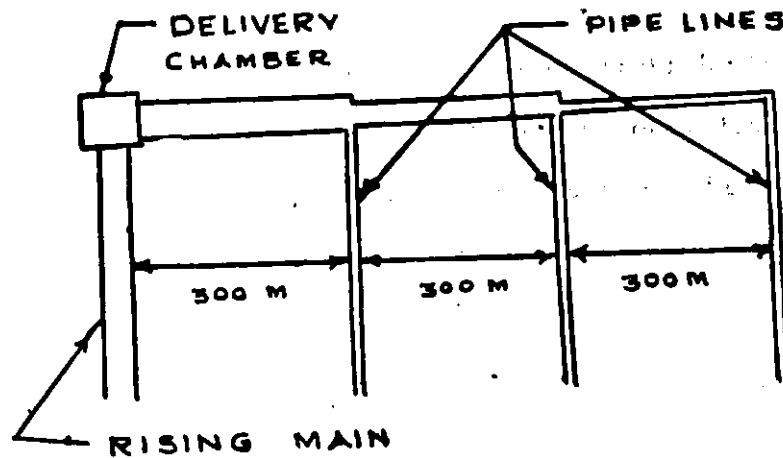 DELIVERY
CHAMBER
PIPE LINES
300 M
300 M
300 M
RISING MAIN